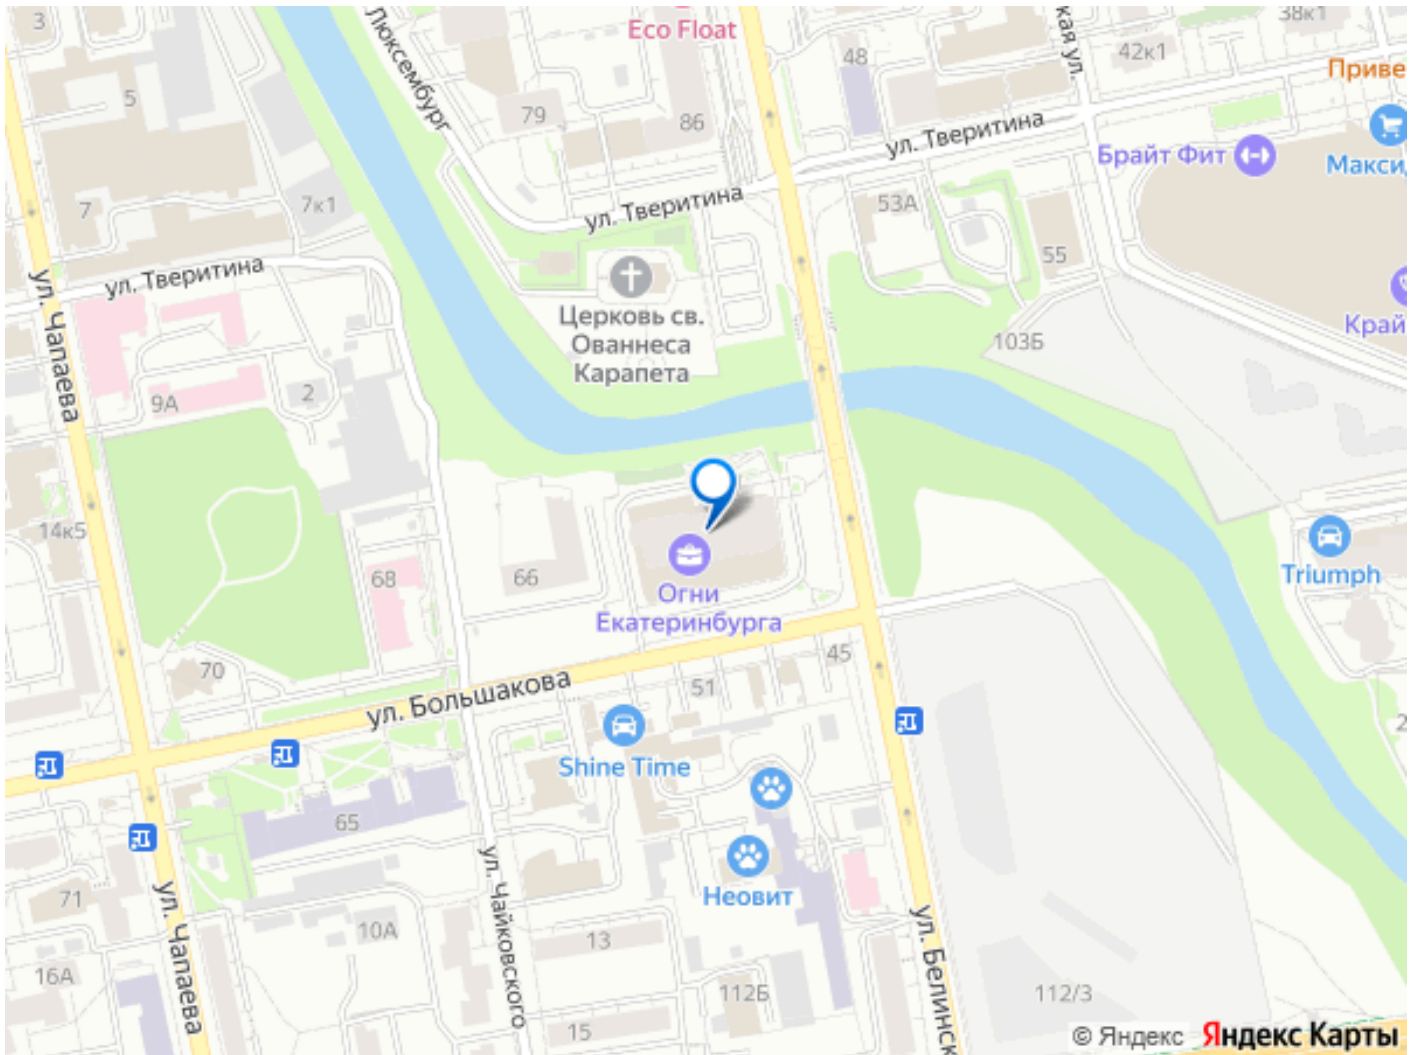 3
Люксембург
Eco Float
48
кая ул.
38к1
42к1
Приве
5
79
86
ул. Тверитина
Брайт Фит
Макси
7
7к1
ул. Тверитина
53А
55
ул. Тверитина
ул. Чапаева
Церковь св.
Ованнеса
Карапета
103Б
Край
9А
2
14к5
68
66
Огни
Екатеринбурга
Triumph
70
45
51
ул. Большакова
Shine Time
2
65
Неовит
71
ул. Чапаева
10А
ул. Чайковского
13
ул. Белинск
16А
112Б
112/3
15
© Яндекс
Яндекс Карты